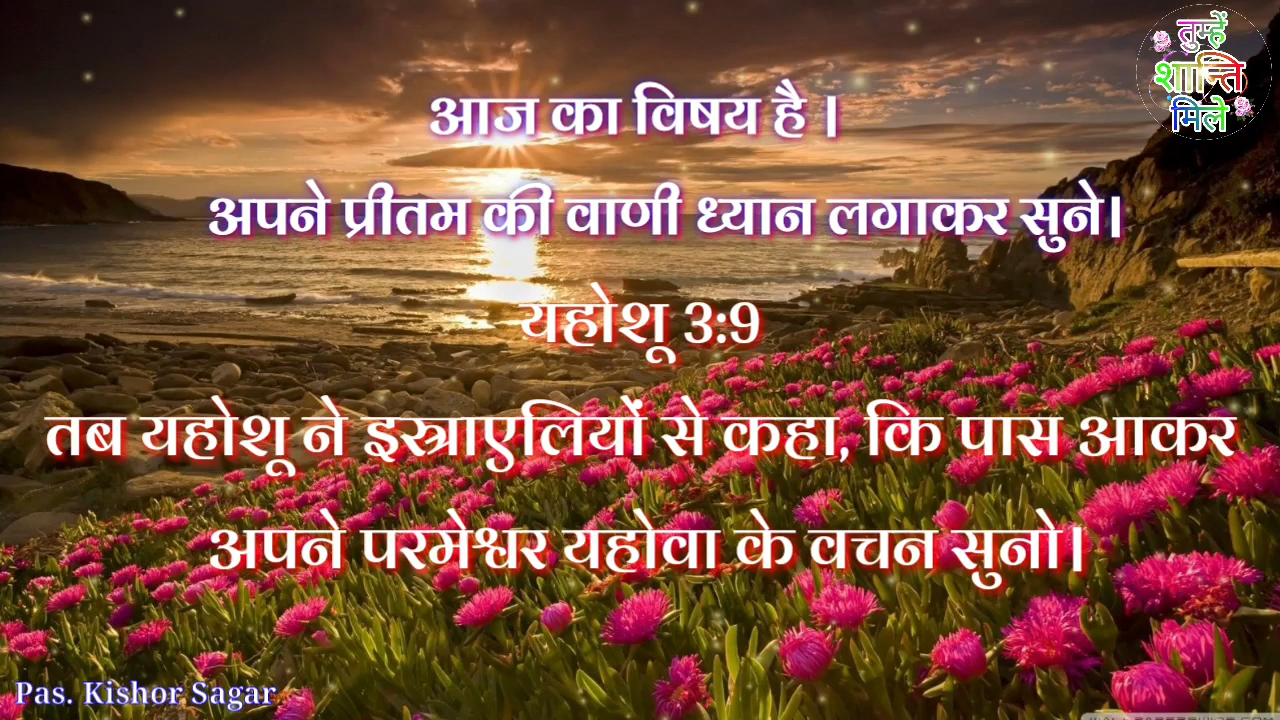 तुम्हें
शान्ति
मिले
आज का विषय है ।
अपने प्रीतम की वाणी ध्यान लगाकर सुने।
यहोशू 3:9
तब यहोशू ने इस्त्राएलियों से कहा, कि पास आकर
अपने परमेश्वर यहोवा के वचन सुनो।
Pas. Kishor Sagar